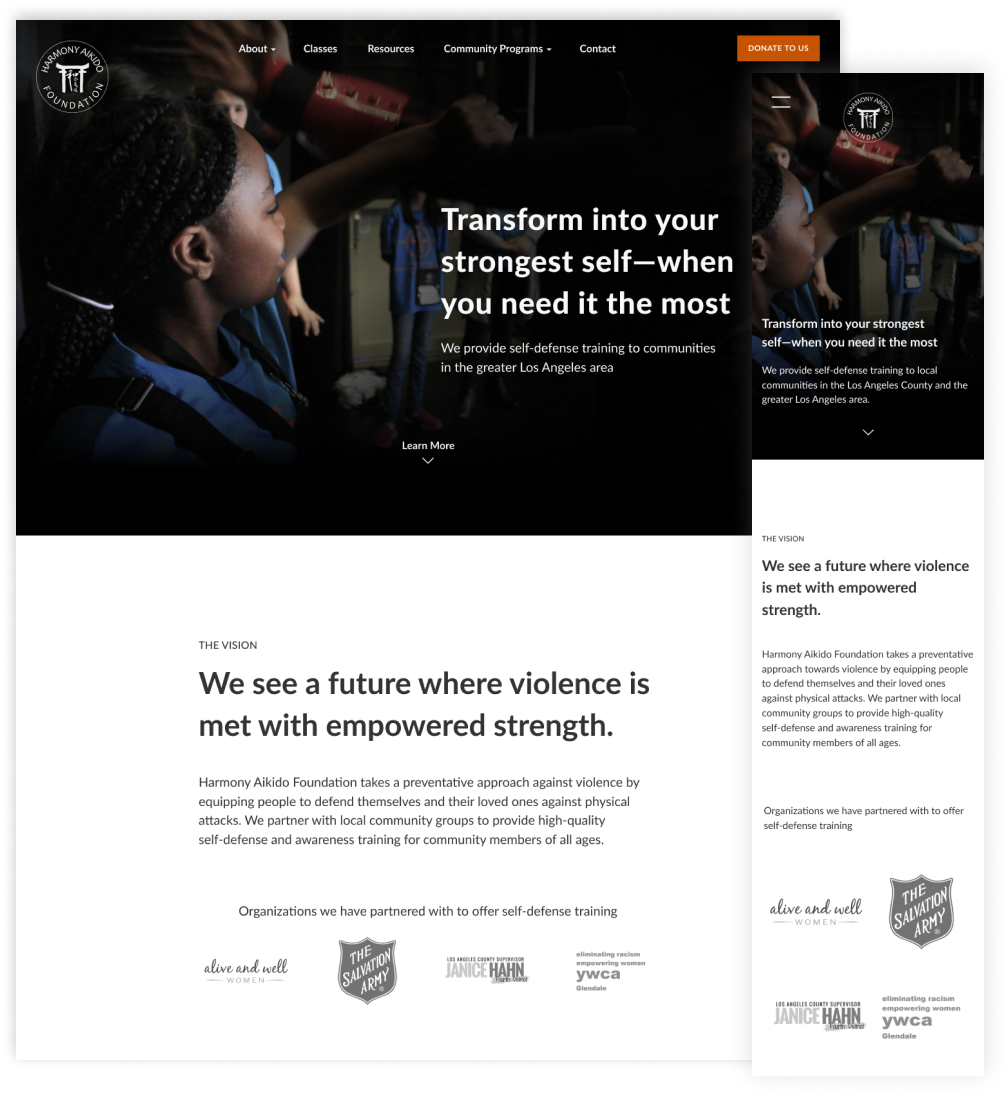 HARMONY AIKIDO
FOUNDATION
About
Classes
Resources
Community Programs
Contact
DONATE TO US
Transform into your
strongest self—when
you need it the most
We provide self-defense training to communities
in the greater Los Angeles area
Learn More
THE VISION
We see a future where violence is
met with empowered strength.
Harmony Aikido Foundation takes a preventative approach against violence by
equipping people to defend themselves and their loved ones against physical
attacks. We partner with local community groups to provide high-quality
self-defense and awareness training for community members of all ages.
Organizations we have partnered with to offer self-defense training
alive and well
WOMEN
THE
SALVATION
ARMY®
LOS ANGELES COUNTY SUPERVISOR
JANICE HAHN
Fourth District
eliminating racism
empowering women
ywca
Glendale
HARMONY AIKIDO
FOUNDATION
Transform into your strongest
self—when you need it the most
We provide self-defense training to local
communities in the Los Angeles County and the
greater Los Angeles area.
THE VISION
We see a future where violence
is met with empowered
strength.
Harmony Aikido Foundation takes a preventative
approach towards violence by equipping people
to defend themselves and their loved ones
against physical attacks. We partner with local
community groups to provide high-quality
self-defense and awareness training for
community members of all ages.
Organizations we have partnered with to offer
self-defense training
alive and well
WOMEN
THE
SALVATION
ARMY®
LOS ANGELES COUNTY SUPERVISOR
JANICE HAHN
Fourth District
eliminating racism
empowering women
ywca
Glendale